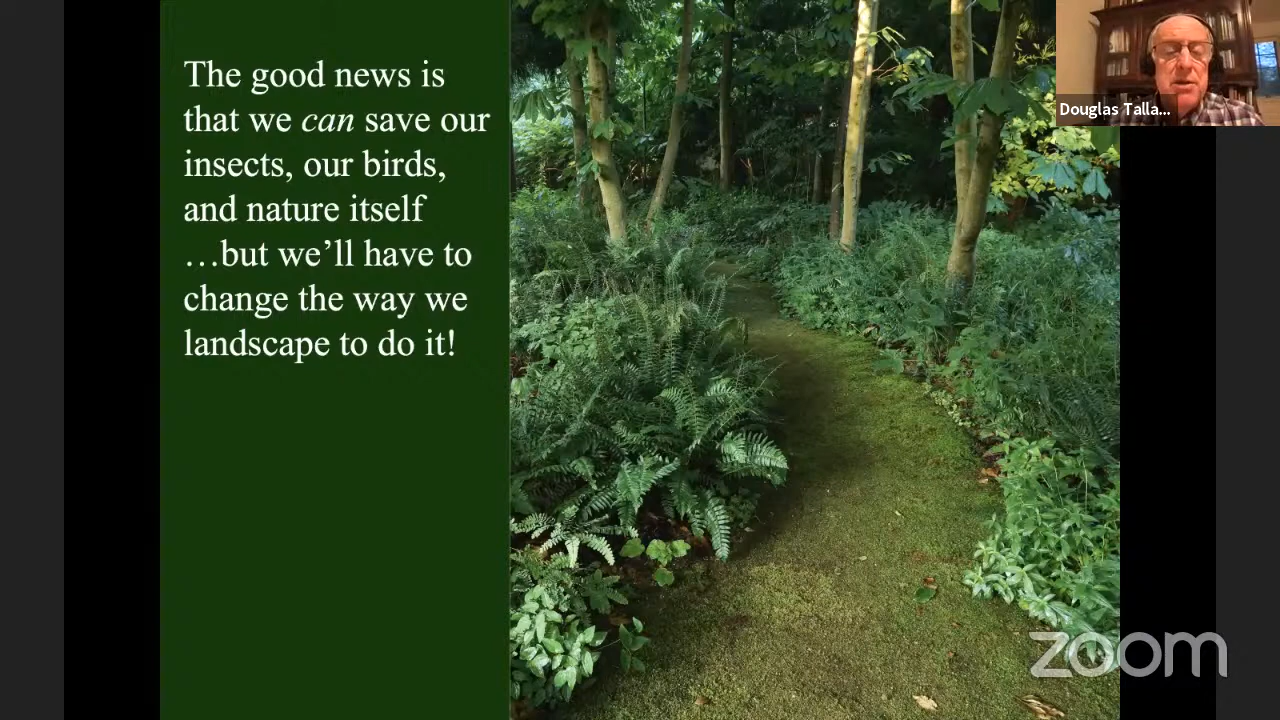 The good news is
that we can save our
insects, our birds,
and nature itself
…but we’ll have to
change the way we
landscape to do it!
Douglas Talla...
zoom